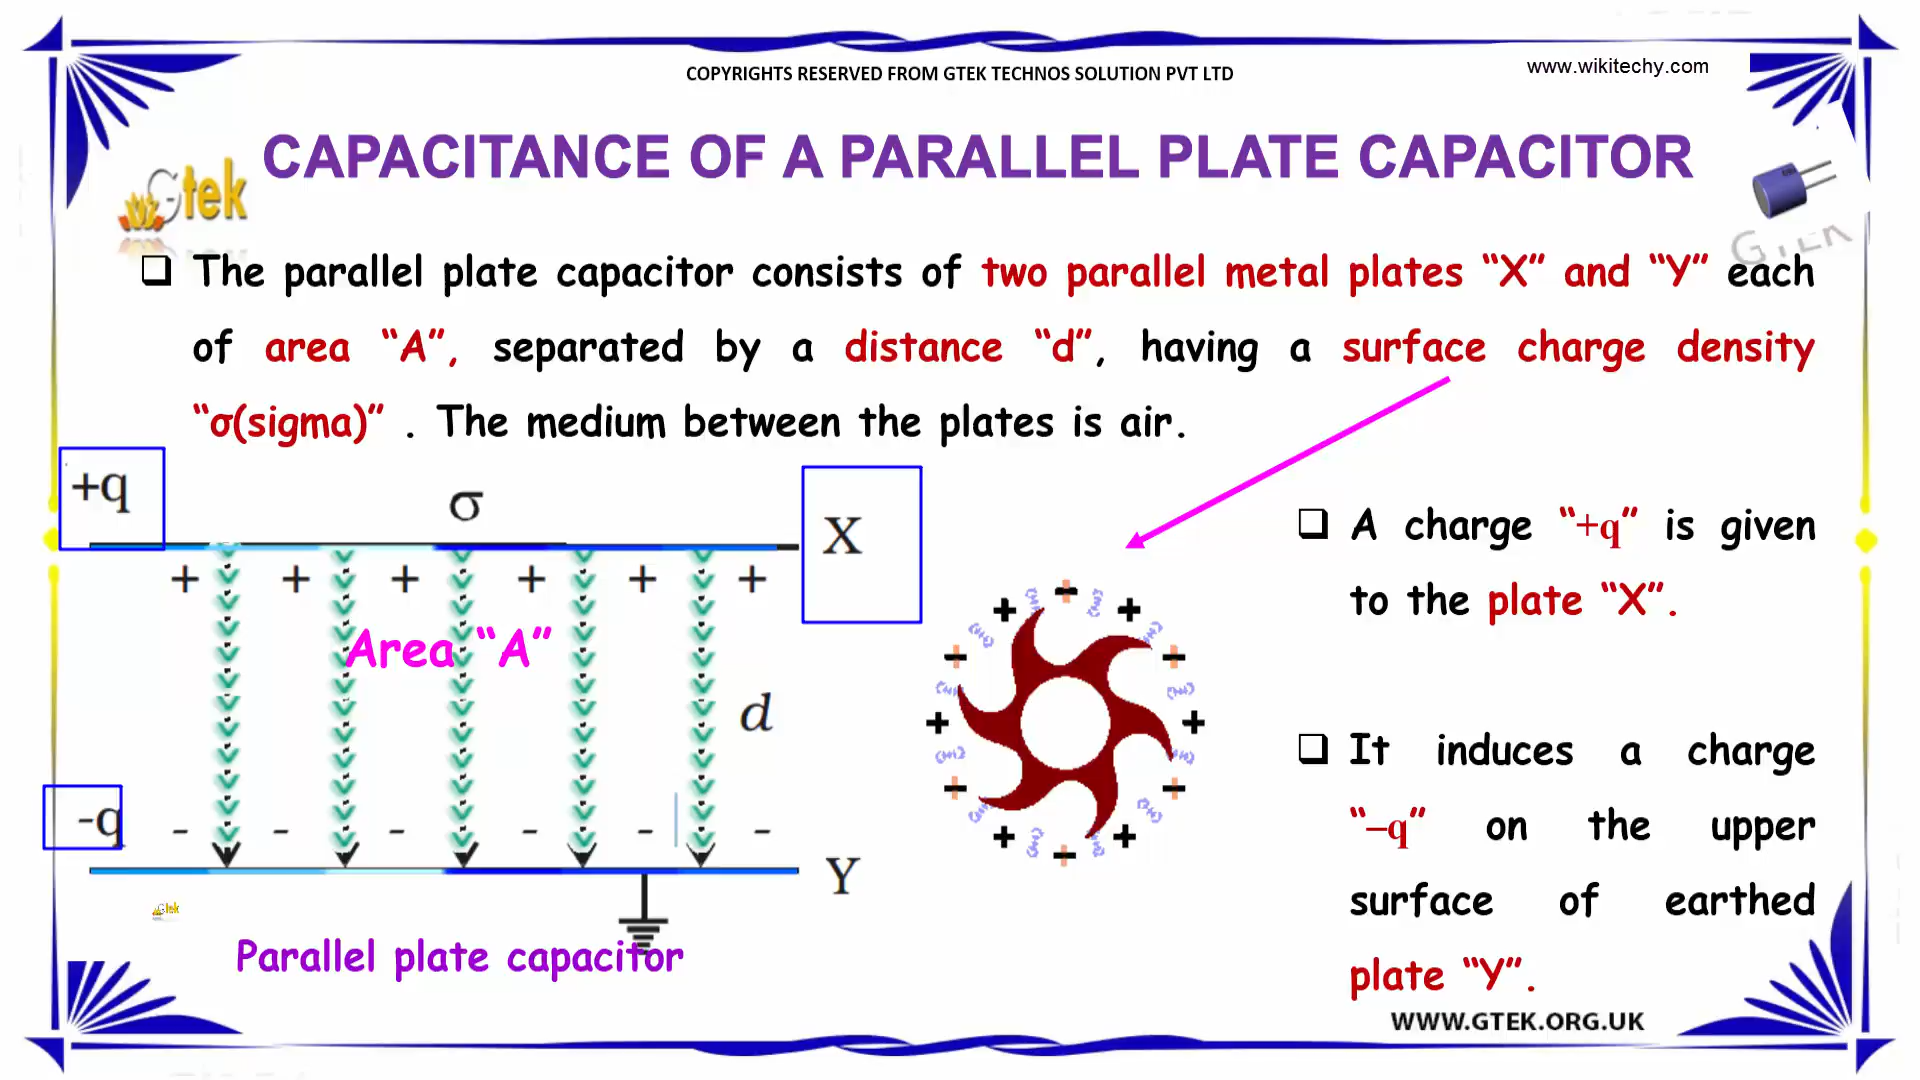 COPYRIGHTS RESERVED FROM GTEK TECHNOS SOLUTION PVT LTD
www.wikitechy.com
Gtek
CAPACITANCE OF A PARALLEL PLATE CAPACITOR
GTEK
❑ The parallel plate capacitor consists of two parallel metal plates “X” and “Y” each
of area “A”, separated by a distance “d”, having a surface charge density
“σ(sigma)” . The medium between the plates is air.
+q
σ
X
+ + + + + +
Area “A”
d
-q
- - - - - -
Y
Gtek
Parallel plate capacitor
❑ A charge “+q” is given
to the plate “X”.
❑ It induces a charge
“–q” on the upper
surface of earthed
plate “Y”.
WWW.GTEK.ORG.UK